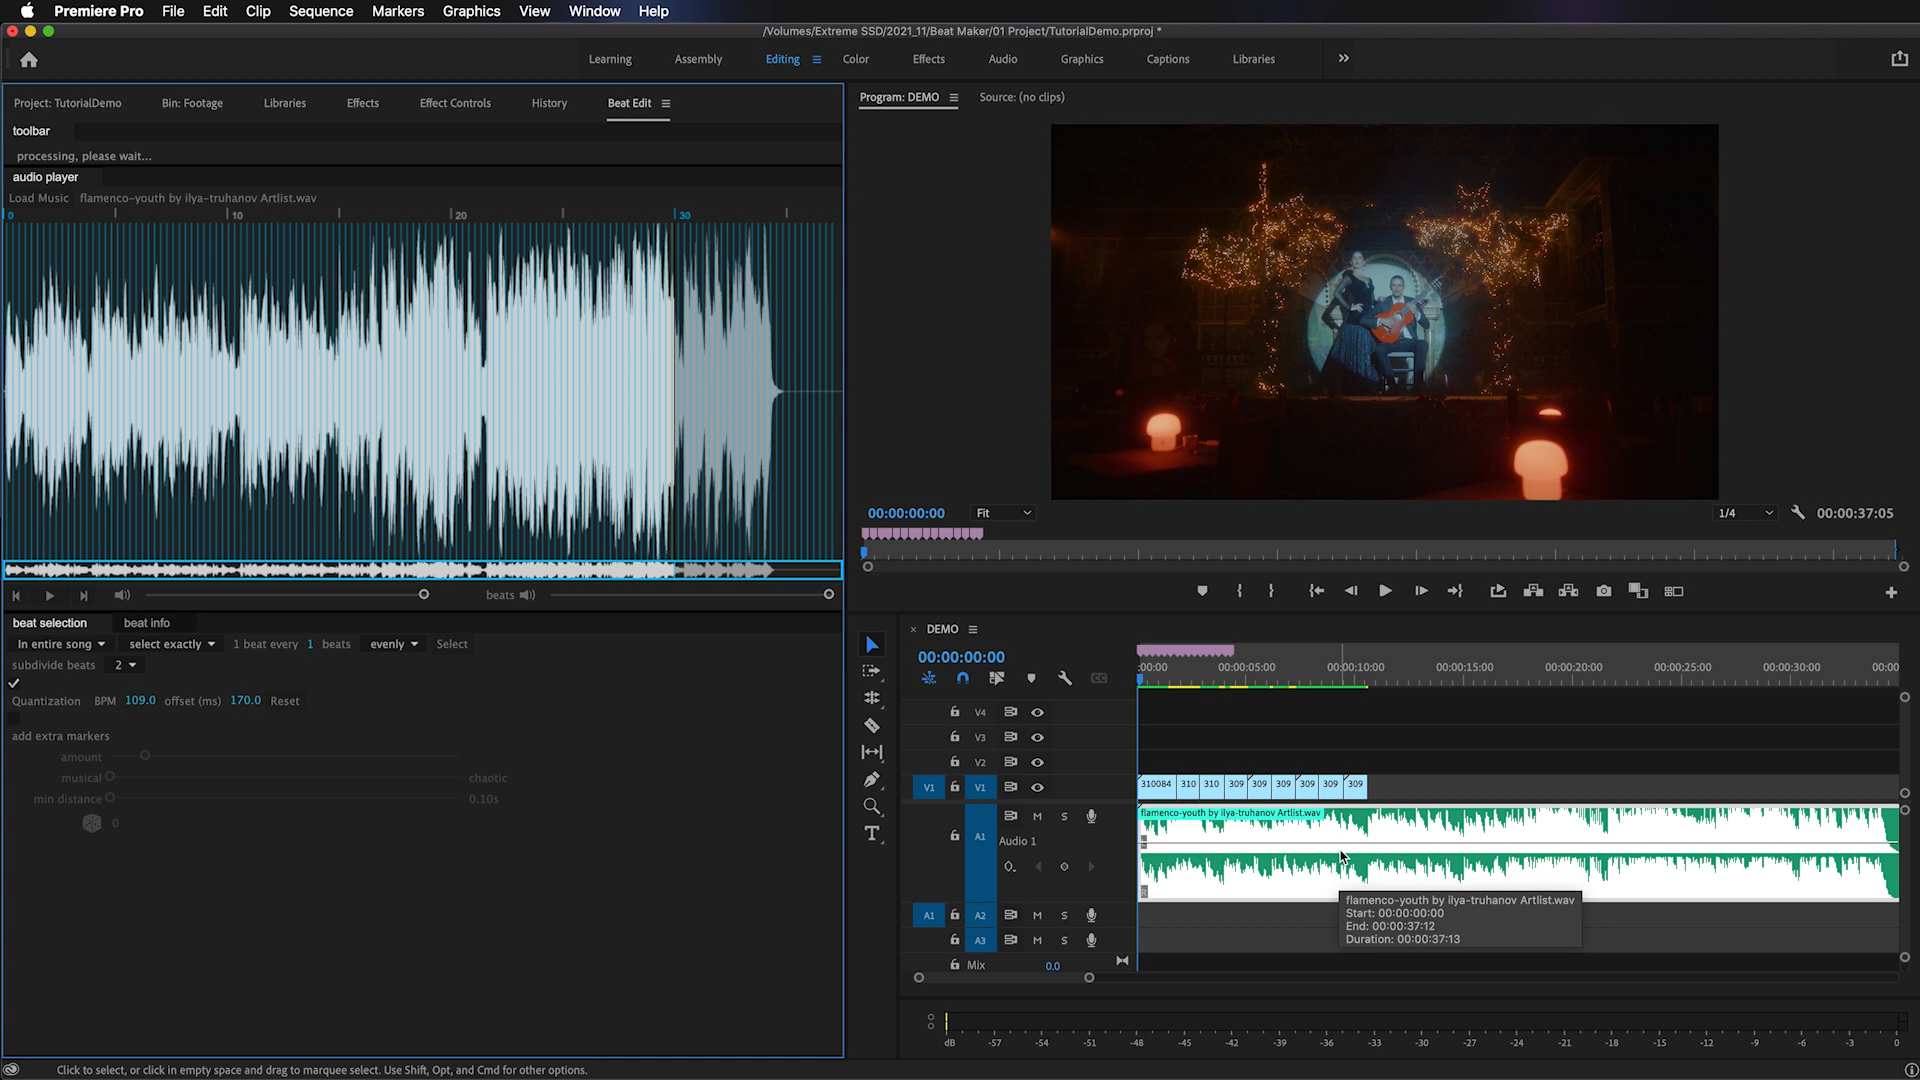 Premiere Pro File Edit Clip Sequence Markers Graphics View Window Help
/Volumes/Extreme SSD/2021_11/Beat Maker/01 Project/TutorialDemo.prproj *
Learning Assembly Editing Color Effects Audio Graphics Captions Libraries
Project: TutorialDemo Bin: Footage Libraries Effects Effect Controls History Beat Edit
toolbar
processing, please wait...
audio player
Load Music flamenco-youth by ilya-truhanov Artlist.wav
0 10 20 30
beats
beat selection beat info
In entire song select exactly 1 beat every 1 beats evenly Select
subdivide beats 2
Quantization BPM 109.0 offset (ms) 170.0 Reset
add extra markers
amount
musical chaotic
min distance 0.10s
0
Program: DEMO Source: (no clips)
00:00:00:00 Fit 1/4 00:00:37:05
DEMO
00:00:00:00
:00:00 00:00:05:00 00:00:10:00 00:00:15:00 00:00:20:00 00:00:25:00 00:00:30:00 00:00
V4
V3
V2
V1 V1 310084 310 310 309 309 309 309 309 309
flamenco-youth by ilya-truhanov Artlist.wav
A1 M S
Audio 1
A1 A2 M S
A3 M S
Mix 0.0
flamenco-youth by ilya-truhanov Artlist.wav
Start: 00:00:00:00
End: 00:00:37:12
Duration: 00:00:37:13
dB -57 -54 -51 -48 -45 -42 -39 -36 -33 -30 -27 -24 -21 -18 -15 -12 -9 -6 -3 0
Click to select, or click in empty space and drag to marquee select. Use Shift, Opt, and Cmd for other options.